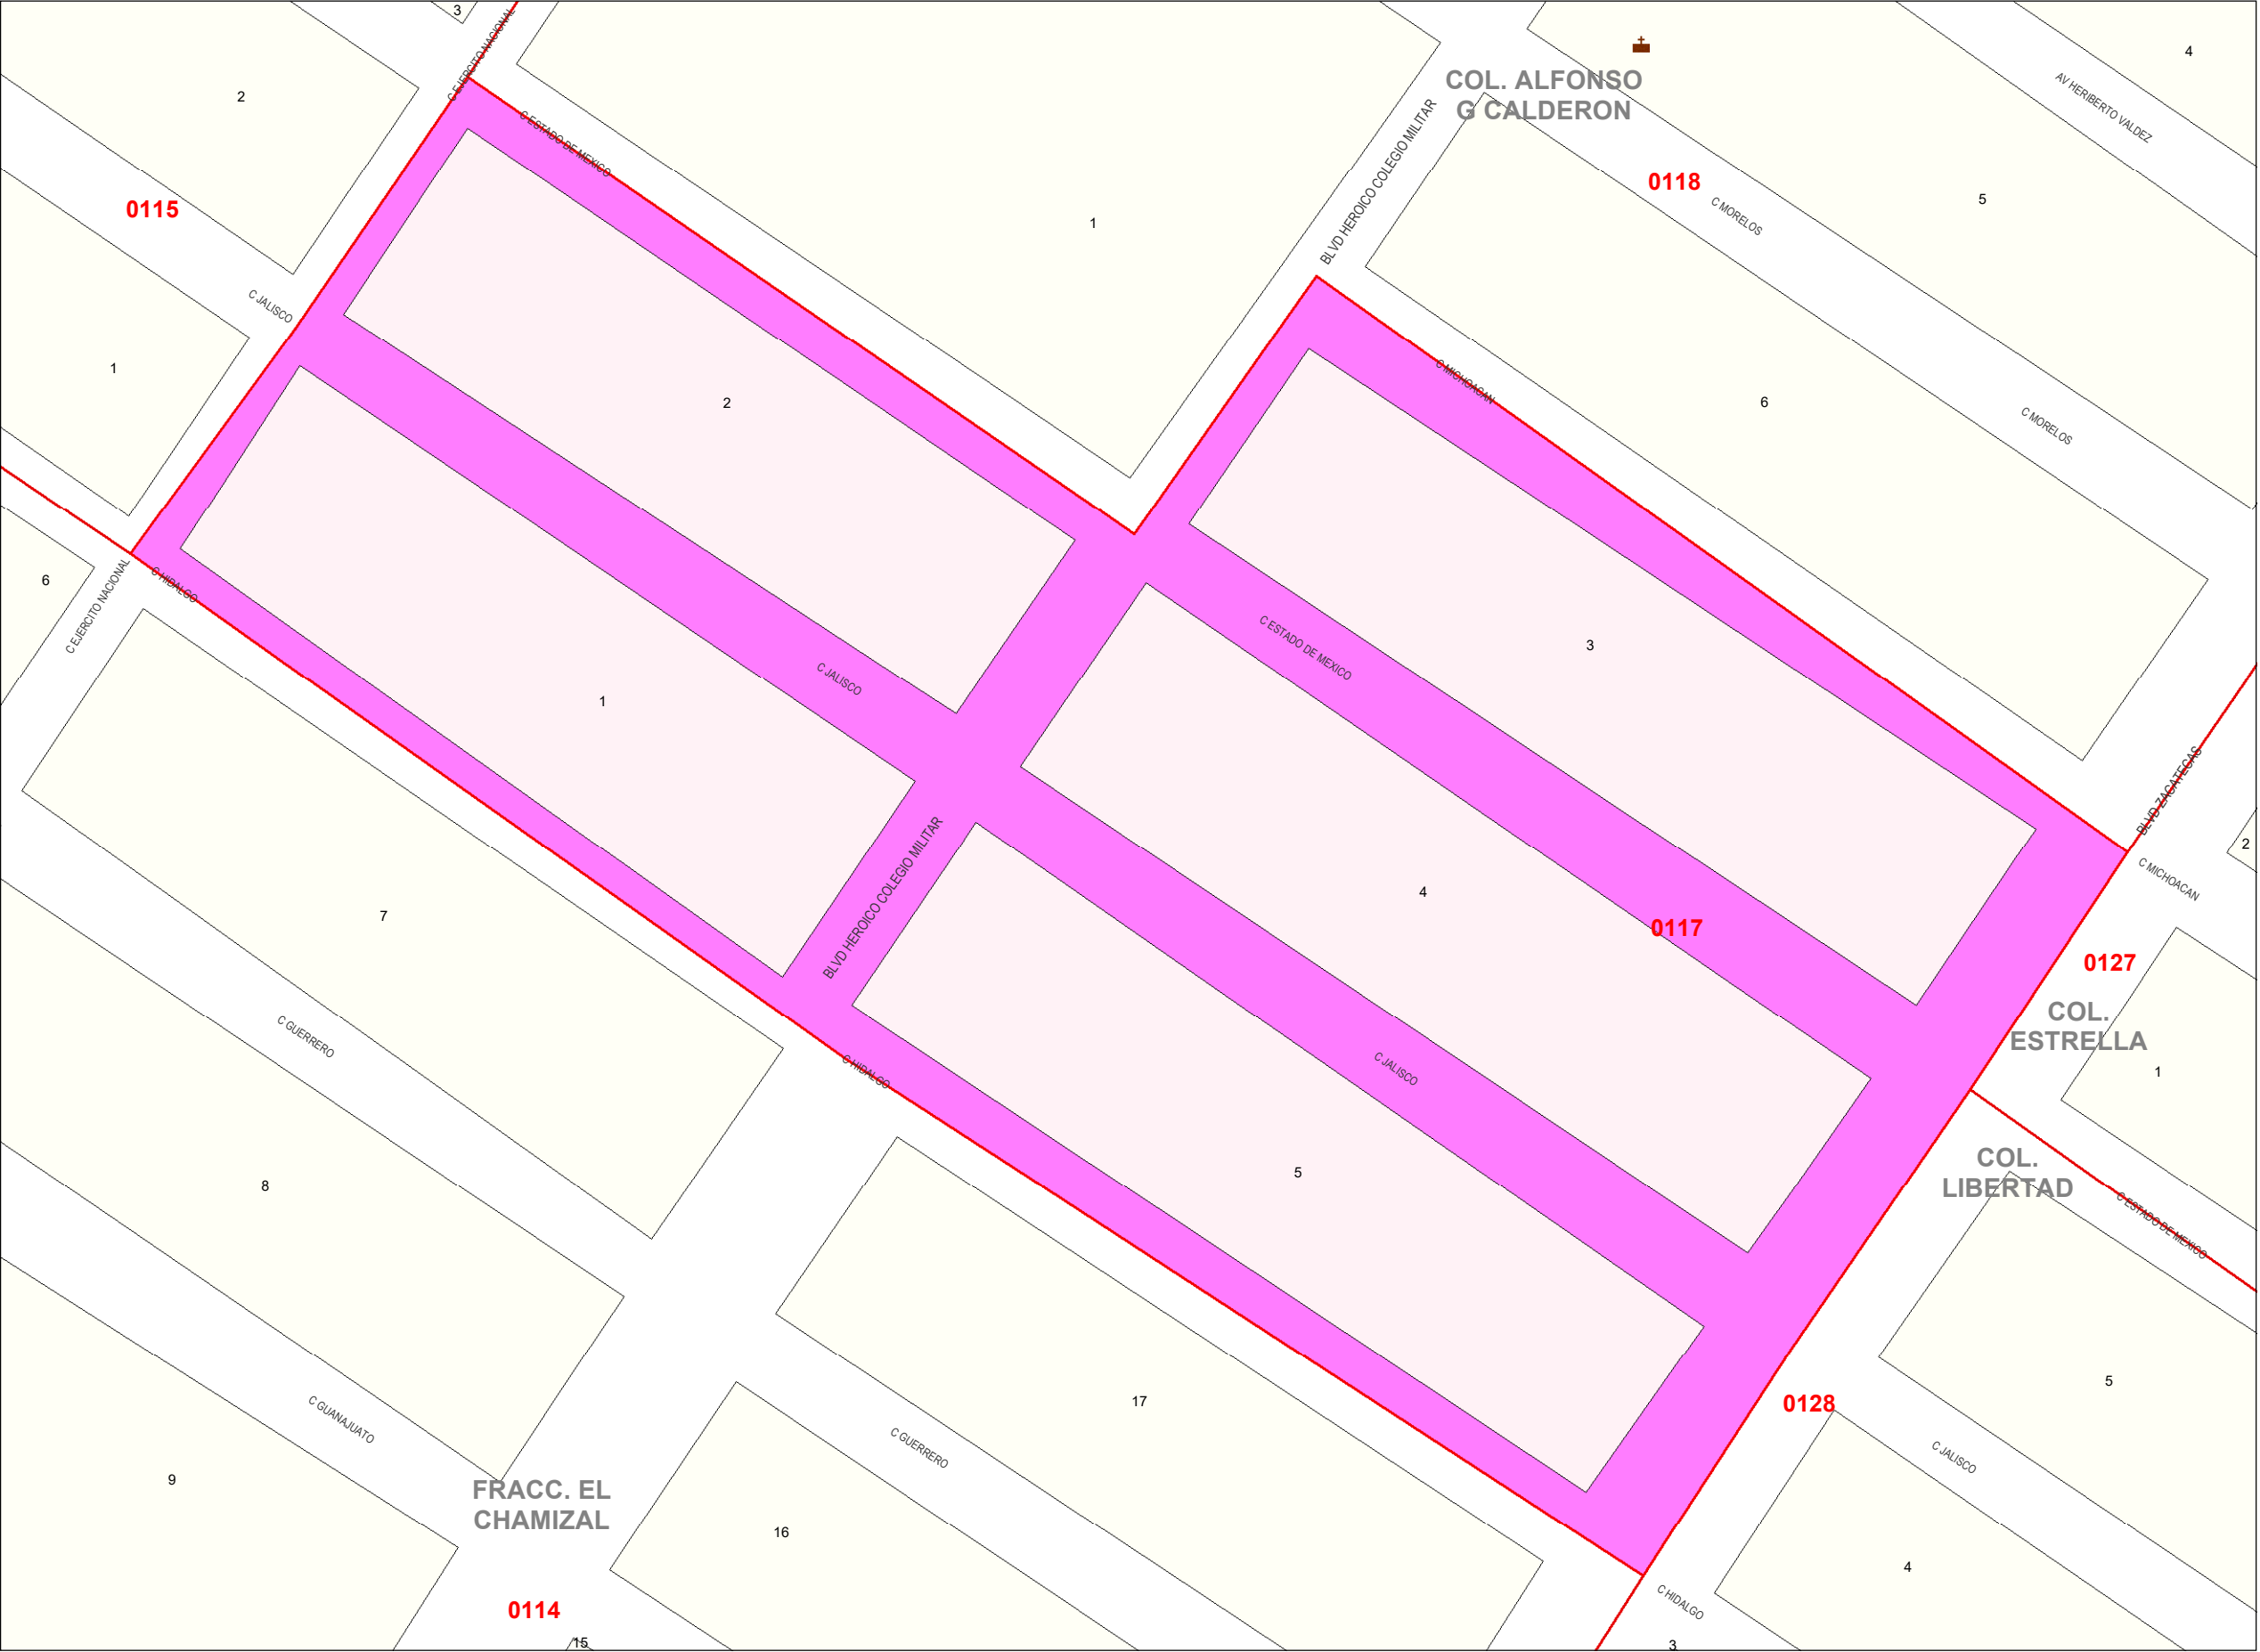 3
C EJERCITO NACIONAL
4
COL. ALFONSO
G CALDERON
AV HERIBERTO VALDEZ
2
C ESTADO DE MEXICO
BLVD HEROICO COLEGIO MILITAR
0118
C MORELOS
5
0115
1
C JALISCO
1
C MICHOACAN
2
6
C MORELOS
6
C EJERCITO NACIONAL
C HIDALGO
C ESTADO DE MEXICO
3
C JALISCO
1
BLVD ZACATECAS
2
C MICHOACAN
BLVD HEROICO COLEGIO MILITAR
4
7
0117
0127
COL.
ESTRELLA
C GUERRERO
C HIDALGO
C JALISCO
1
COL.
LIBERTAD
5
8
C ESTADO DE MEXICO
5
17
0128
C GUANAJUATO
C GUERRERO
C JALISCO
9
FRACC. EL
CHAMIZAL
16
4
C HIDALGO
0114
15
3